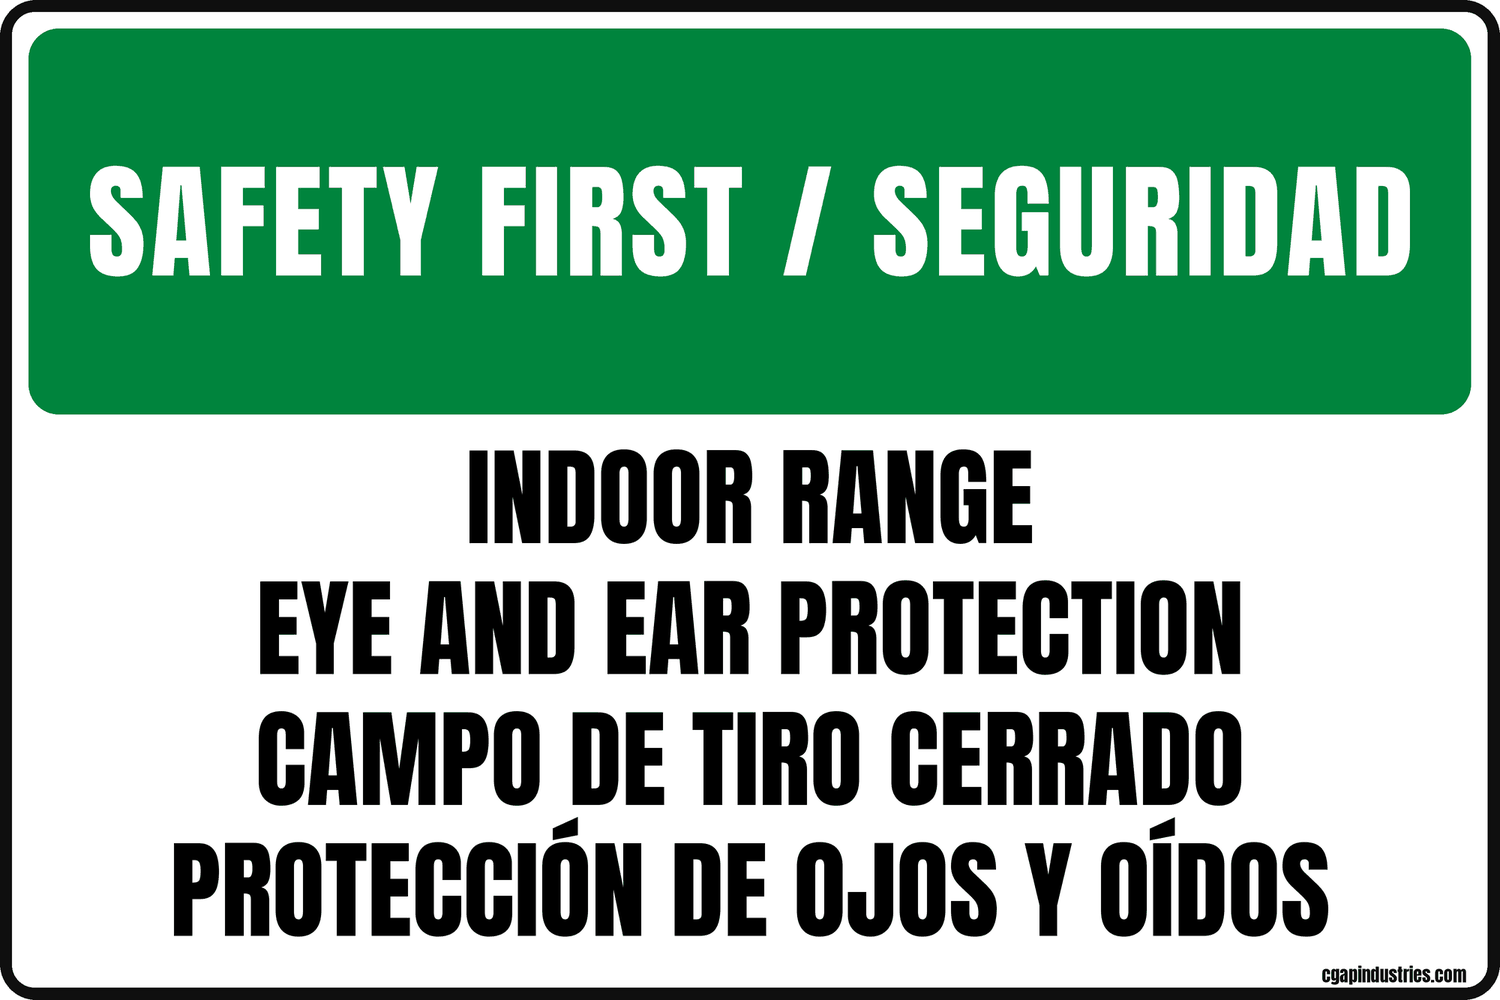 SAFETY FIRST / SEGURIDAD
INDOOR RANGE
EYE AND EAR PROTECTION
CAMPO DE TIRO CERRADO
PROTECCIÓN DE OJOS Y OÍDOS
cgapindustries.com